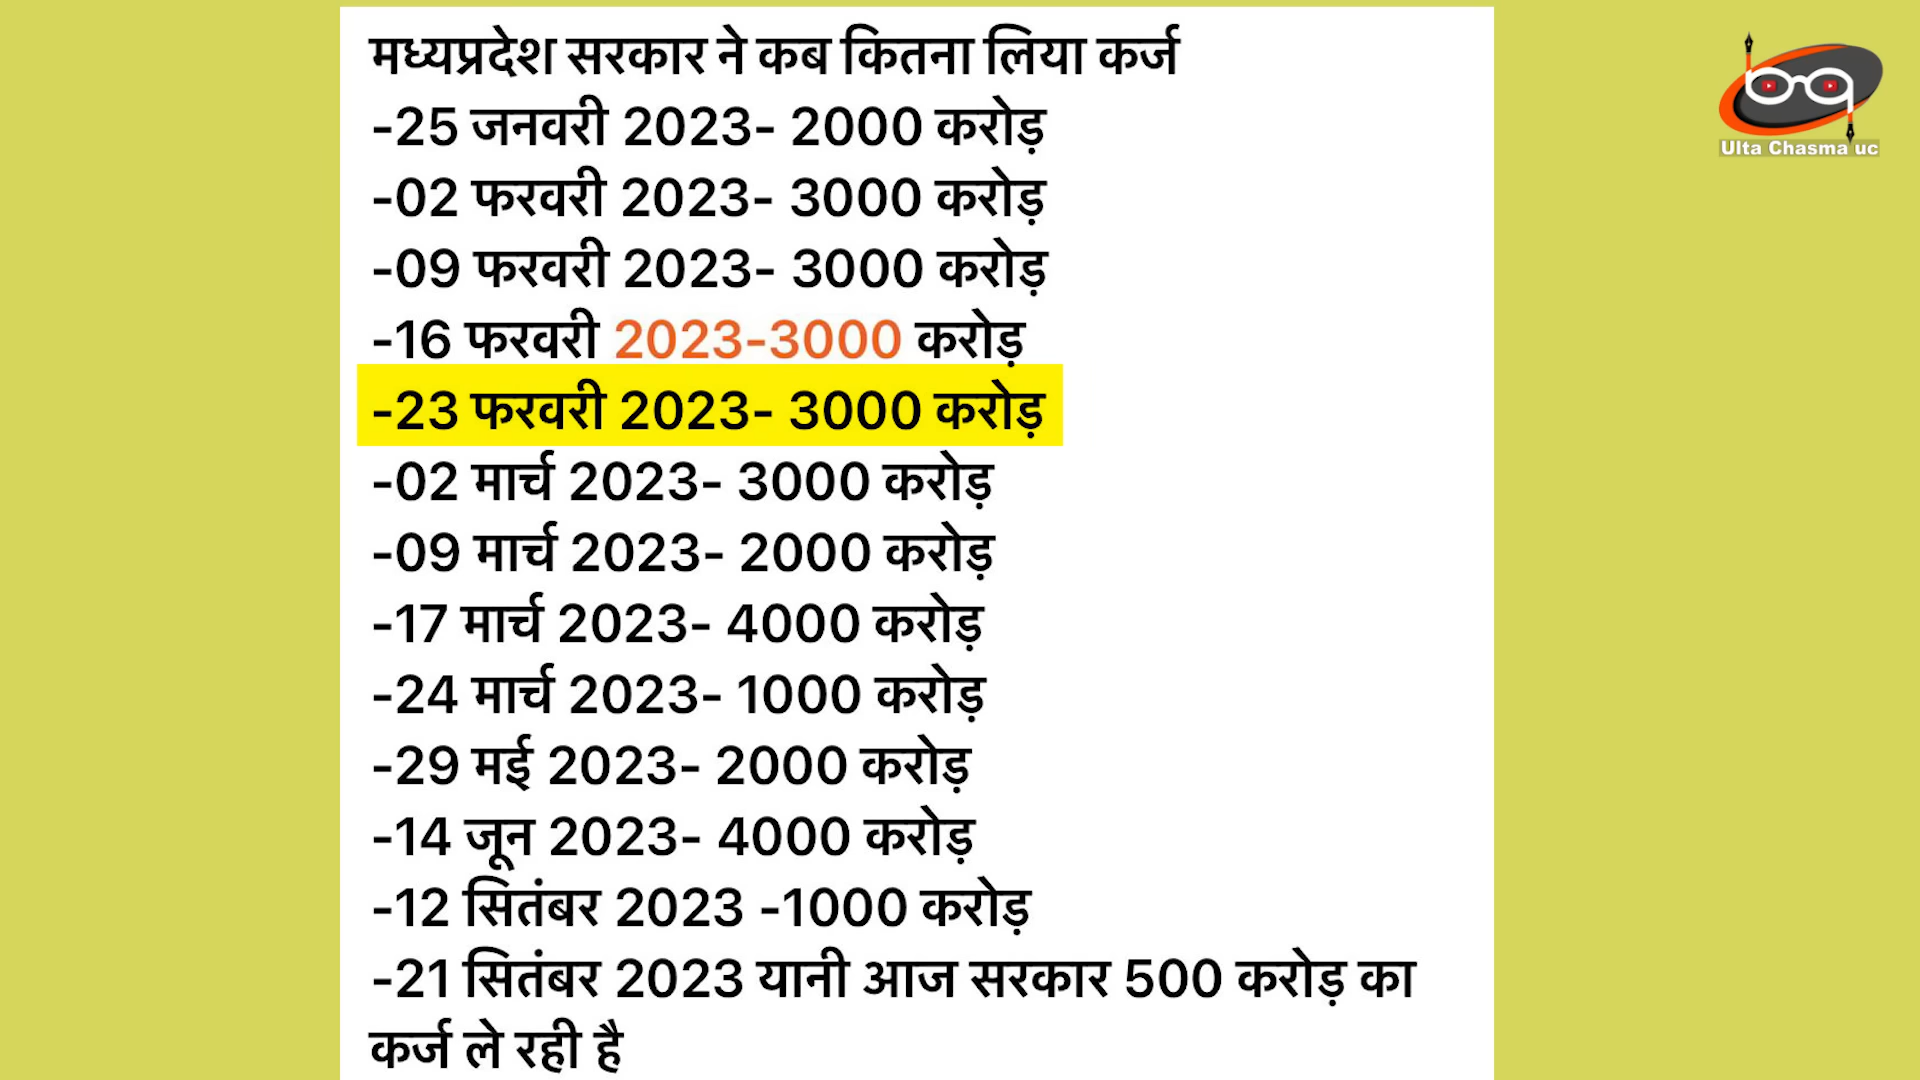 मध्यप्रदेश सरकार ने कब कितना लिया कर्ज
-25 जनवरी 2023- 2000 करोड़
-02 फरवरी 2023- 3000 करोड़
-09 फरवरी 2023- 3000 करोड़
-16 फरवरी 2023-3000 करोड़
-23 फरवरी 2023- 3000 करोड़
-02 मार्च 2023- 3000 करोड़
-09 मार्च 2023- 2000 करोड़
-17 मार्च 2023- 4000 करोड़
-24 मार्च 2023- 1000 करोड़
-29 मई 2023- 2000 करोड़
-14 जून 2023- 4000 करोड़
-12 सितंबर 2023 -1000 करोड़
-21 सितंबर 2023 यानी आज सरकार 500 करोड़ का
कर्ज ले रही है
Ulta Chasma uc